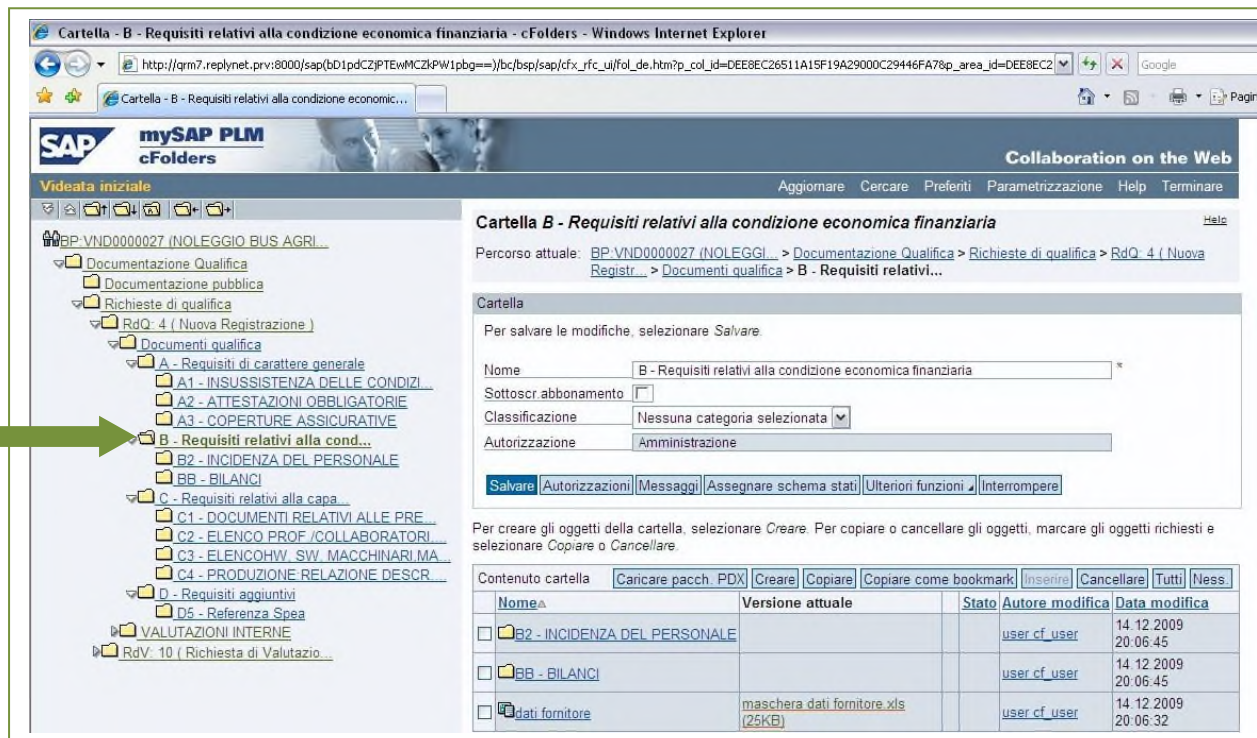 Cartella - B - Requisiti relativi alla condizione economica finanziaria - cFolders - Windows Internet Explorer
http://qrm7.replynet.prv:8000/sap(bD1pdCZjPTEwMCZkPW1pbg==)/bc/bsp/sap/cfx_rfc_ui/fol_de.htm?p_col_id=DEE8EC26511A15F19A29000C29446FA78p_area_id=DEE8EC2
Google
Cartella - B - Requisiti relativi alla condizione economic...
Pagin
SAP
mySAP PLM
cFolders
Collaboration on the Web
Videata iniziale
Aggiornare Cercare Preferiti Parametrizzazione Help Terminare
BP:VND0000027 (NOLEGGIO BUS AGRI...
Documentazione Qualifica
Documentazione pubblica
Richieste di qualifica
RdQ: 4 ( Nuova Registrazione )
Documenti qualifica
A - Requisiti di carattere generale
A1 - INSUSSISTENZA DELLE CONDIZI...
A2 - ATTESTAZIONI OBBLIGATORIE
A3 - COPERTURE ASSICURATIVE
B - Requisiti relativi alla cond...
B2 - INCIDENZA DEL PERSONALE
BB - BILANCI
C - Requisiti relativi alla capa...
C1 - DOCUMENTI RELATIVI ALLE PRE...
C2 - ELENCO PROF./COLLABORATORI,...
C3 - ELENCOHW, SW, MACCHINARI,MA...
C4 - PRODUZIONE:RELAZIONE DESCR...
D - Requisiti aggiuntivi
D5 - Referenza Spea
VALUTAZIONI INTERNE
RdV: 10 ( Richiesta di Valutazio...
Cartella B - Requisiti relativi alla condizione economica finanziaria
Help
Percorso attuale: BP:VND0000027 (NOLEGGI... > Documentazione Qualifica > Richieste di qualifica > RdQ: 4 ( Nuova
Registr... > Documenti qualifica > B - Requisiti relativi...
Cartella
Per salvare le modifiche, selezionare Salvare.
Nome B - Requisiti relativi alla condizione economica finanziaria *
Sottoscr.abbonamento
Classificazione Nessuna categoria selezionata
Autorizzazione Amministrazione
Salvare Autorizzazioni Messaggi Assegnare schema stati Ulteriori funzioni Interrompere
Per creare gli oggetti della cartella, selezionare Creare. Per copiare o cancellare gli oggetti, marcare gli oggetti richiesti e
selezionare Copiare o Cancellare.
Contenuto cartella Caricare pacch. PDX Creare Copiare Copiare come bookmark Inserire Cancellare Tutti Ness.
Nome Versione attuale Stato Autore modifica Data modifica
B2 - INCIDENZA DEL PERSONALE user cf_user 14.12.2009
20:06:45
BB - BILANCI user cf_user 14.12.2009
20:06:45
dati fornitore maschera dati fornitore.xls
(25KB) user cf_user 14.12.2009
20:06:32